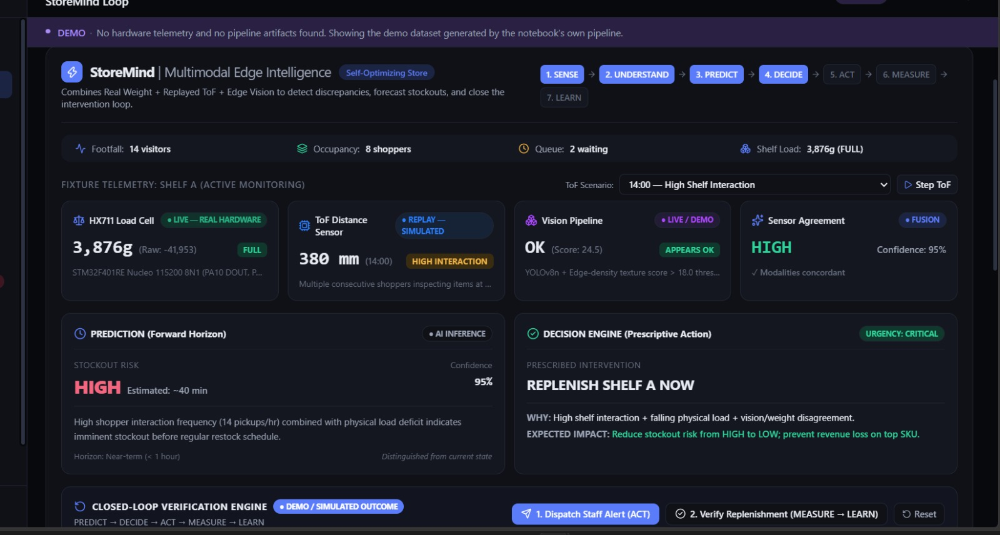 StoreMind Loop
DEMO · No hardware telemetry and no pipeline artifacts found. Showing the demo dataset generated by the notebook's own pipeline.
StoreMind | Multimodal Edge Intelligence
Self-Optimizing Store
Combines Real Weight + Replayed ToF + Edge Vision to detect discrepancies, forecast stockouts, and close the
intervention loop.
1. SENSE → 2. UNDERSTAND → 3. PREDICT → 4. DECIDE → 5. ACT → 6. MEASURE →
7. LEARN
Footfall: 14 visitors
Occupancy: 8 shoppers
Queue: 2 waiting
Shelf Load: 3,876g (FULL)
FIXTURE TELEMETRY: SHELF A (ACTIVE MONITORING)
ToF Scenario:
14:00 — High Shelf Interaction
Step ToF
HX711 Load Cell
• LIVE — REAL HARDWARE
3,876g (Raw: -41,953)
FULL
STM32F401RE Nucleo 115200 8N1 (PA10 DOUT, P...
ToF Distance
Sensor
• REPLAY —
SIMULATED
380 mm (14:00)
HIGH INTERACTION
Multiple consecutive shoppers inspecting items at ...
Vision Pipeline
• LIVE / DEMO
OK (Score: 24.5)
APPEARS OK
YOLOv8n + Edge-density texture score > 18.0 thres...
Sensor Agreement
• FUSION
HIGH
Confidence: 95%
✓ Modalities concordant
PREDICTION (Forward Horizon)
• AI INFERENCE
STOCKOUT RISK
Confidence
HIGH Estimated: ~40 min
95%
High shopper interaction frequency (14 pickups/hr) combined with physical load deficit indicates
imminent stockout before regular restock schedule.
Horizon: Near-term (< 1 hour)
Distinguished from current state
DECISION ENGINE (Prescriptive Action)
URGENCY: CRITICAL
PRESCRIBED INTERVENTION
REPLENISH SHELF A NOW
WHY: High shelf interaction + falling physical load + vision/weight disagreement.
EXPECTED IMPACT: Reduce stockout risk from HIGH to LOW; prevent revenue loss on top SKU.
CLOSED-LOOP VERIFICATION ENGINE
• DEMO / SIMULATED OUTCOME
PREDICT → DECIDE → ACT → MEASURE → LEARN
1. Dispatch Staff Alert (ACT)
2. Verify Replenishment (MEASURE → LEARN)
Reset